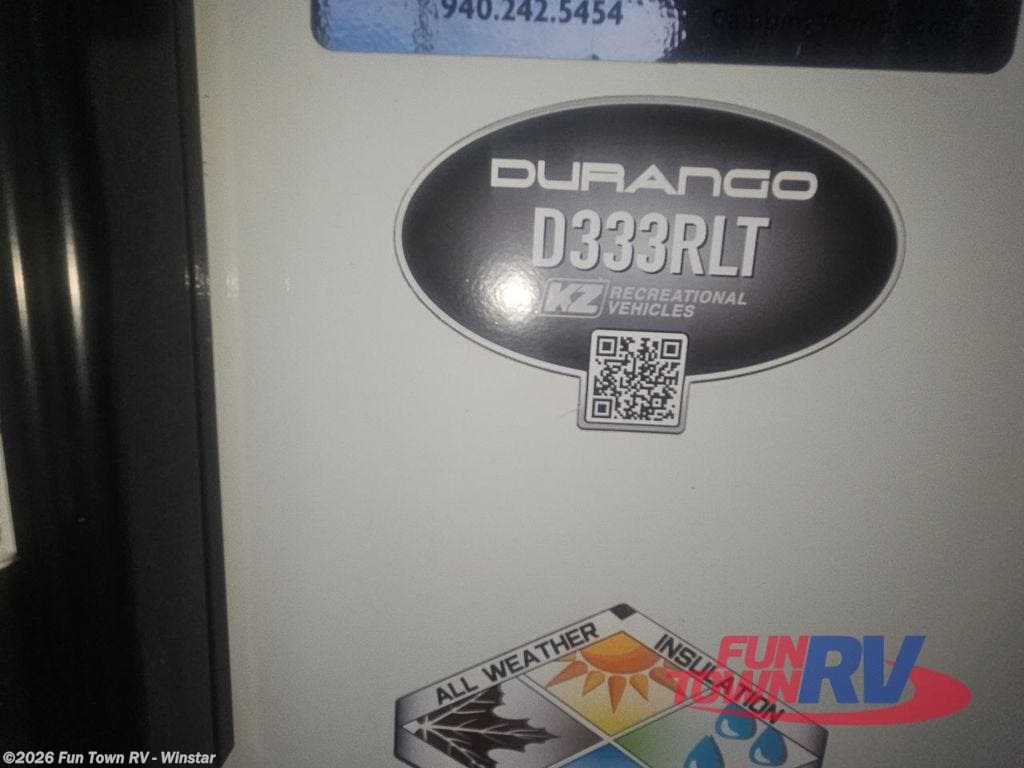 940.242.5454
DURANGO
D333RLT
KZ RECREATIONAL
VEHICLES
ALL WEATHER INSULATION
FUN TOWN RV
©2026 Fun Town RV - Winstar